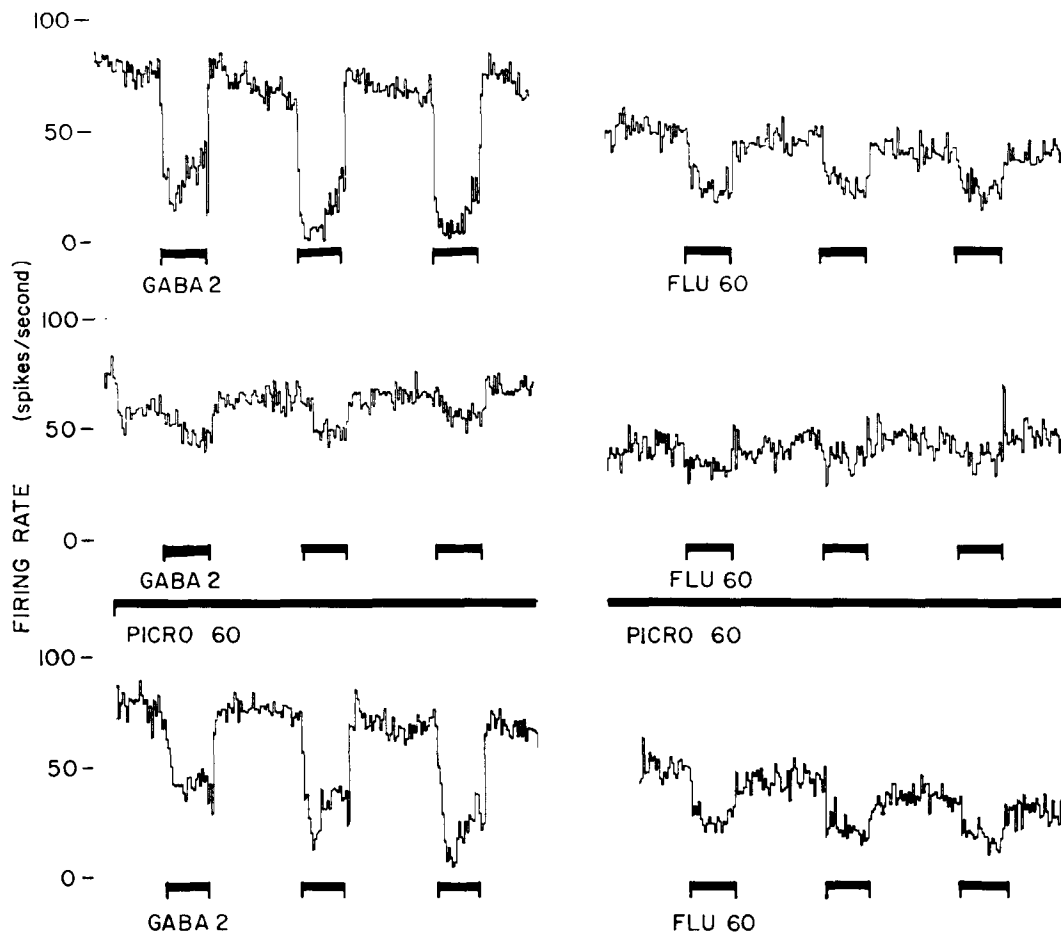 100 –
50 –
0 –
GABA 2
FLU 60
100 –
50 –
0 –
GABA 2
FLU 60
PICRO 60
PICRO 60
100 –
50 –
0 –
GABA 2
FLU 60
FIRING RATE (spikes/second)